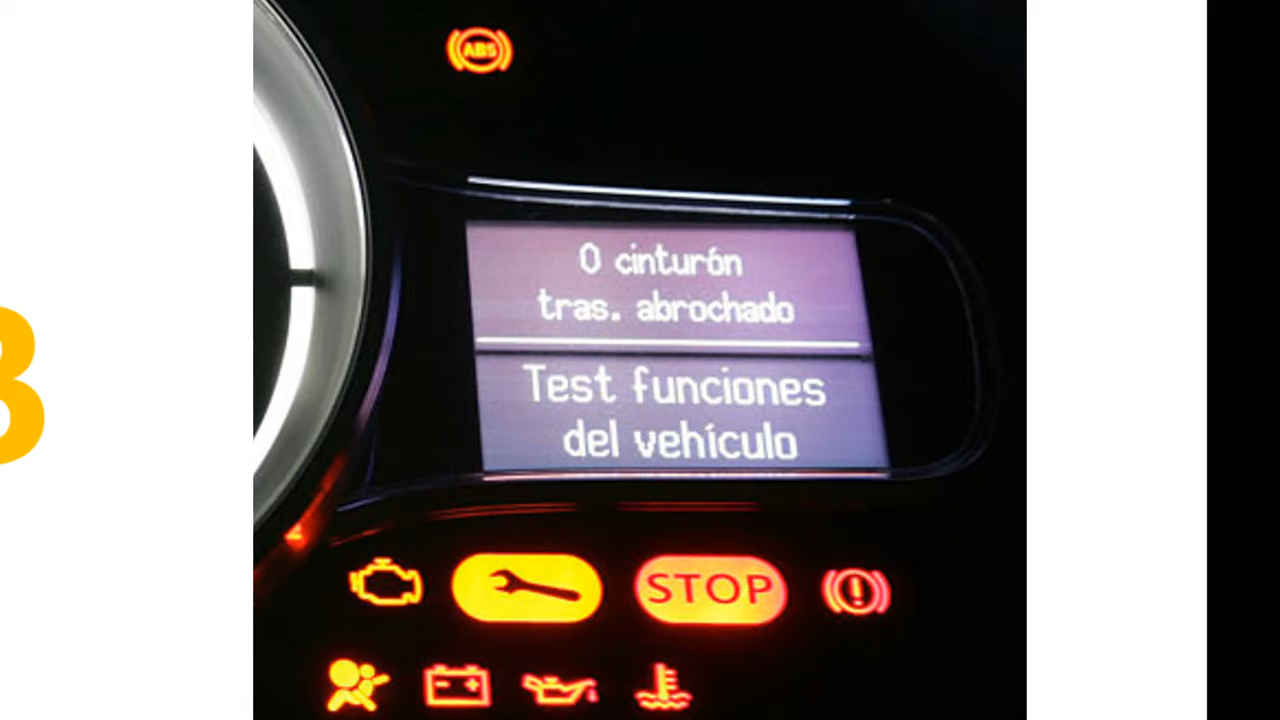 ABS
0 cinturón
tras. abrochado
Test funciones
del vehículo
STOP